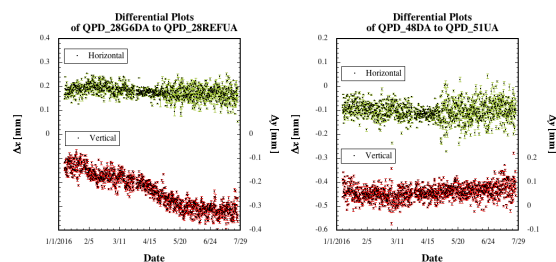 Differential Plots
of QPD_28G6DA to QPD_28REFUA
0.4
0.3
0.2
0.1
0
Δx [mm]
Horizontal
Vertical
0
-0.1
-0.2
-0.3
-0.4
Δy [mm]
1/1/2016 2/5 3/11 4/15 5/20 6/24 7/29
Date
Differential Plots
of QPD_48DA to QPD_51UA
0.2
0.1
0
-0.1
-0.2
-0.3
-0.4
-0.5
-0.6
Δx [mm]
Horizontal
Vertical
0.2
0.1
0
0.1
Δy [mm]
1/1/2016 2/5 3/11 4/15 5/20 6/24 7/29
Date